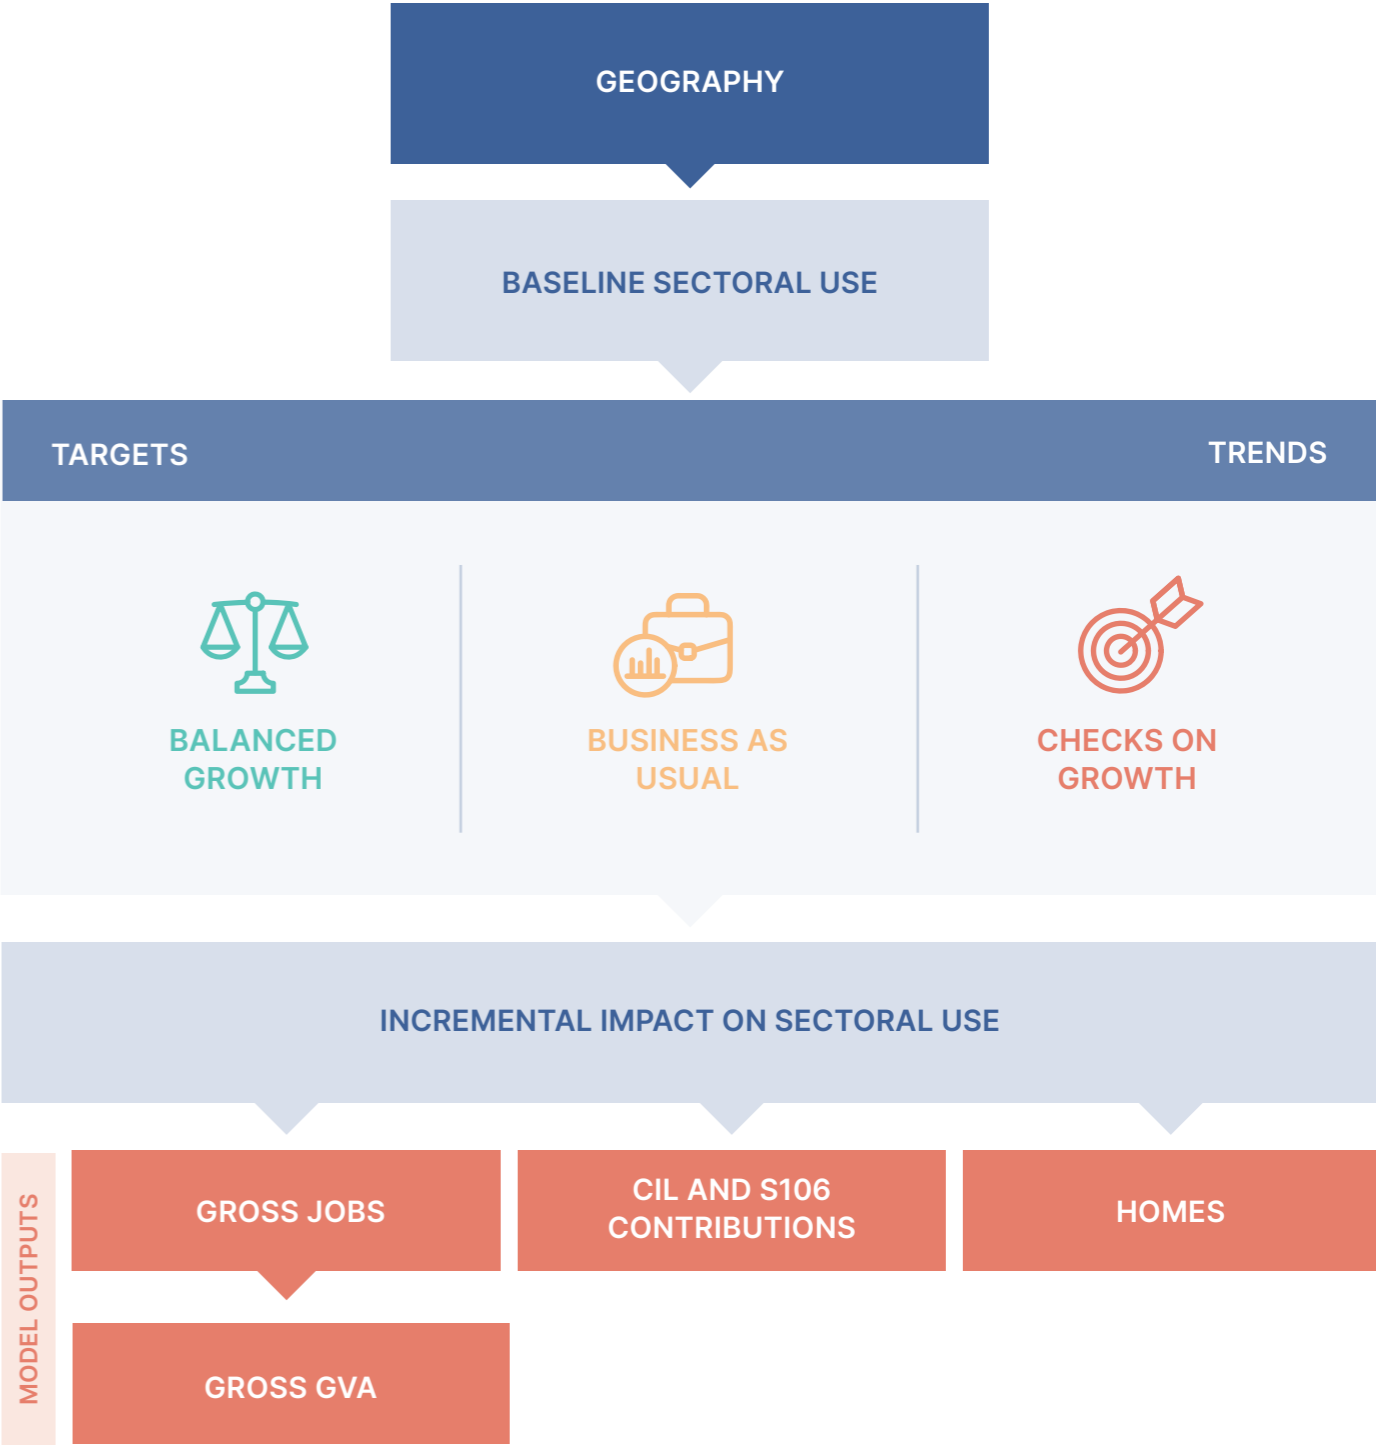 GEOGRAPHY
BASELINE SECTORAL USE
TARGETS
TRENDS
BALANCED
GROWTH
BUSINESS AS
USUAL
CHECKS ON
GROWTH
INCREMENTAL IMPACT ON SECTORAL USE
MODEL OUTPUTS
GROSS JOBS
CIL AND S106
CONTRIBUTIONS
HOMES
GROSS GVA